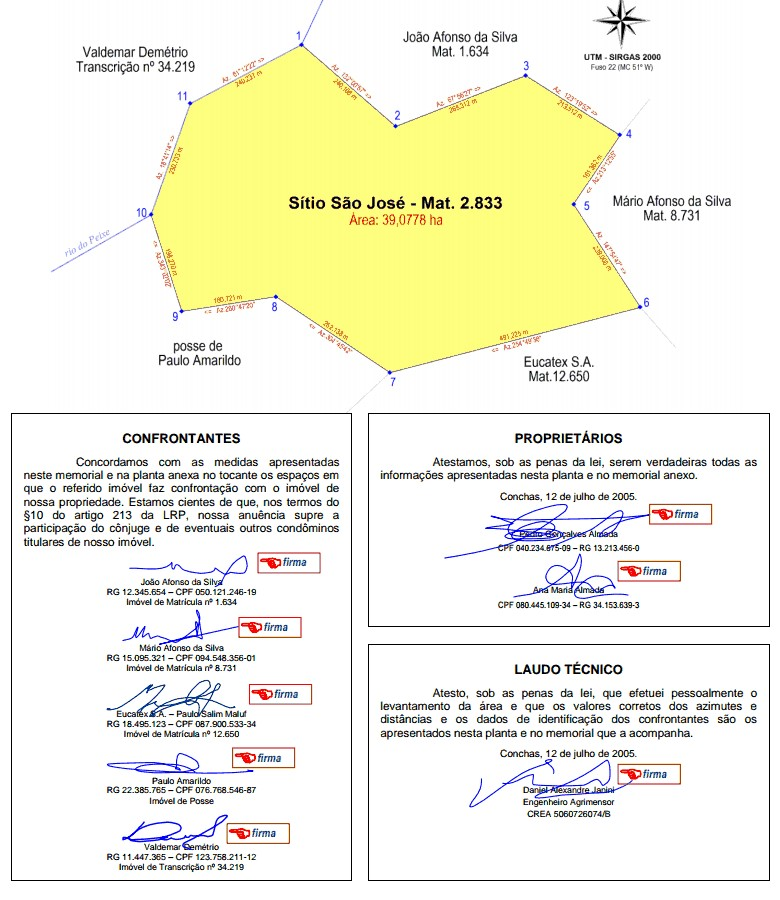 1
João Afonso da Silva
Mat. 1.634
UTM - SIRGAS 2000
Fuso 22 (MC 51º W)
Valdemar Demétrio
Transcrição nº 34.219
11
2
3
4
Sítio São José - Mat. 2.833
Área: 39,0778 ha
Mário Afonso da Silva
Mat. 8.731
5
10
rio do Peixe
9
8
160,721 m
6
491,225 m
<= Az.254°49'58"
posse de
Paulo Amarildo
Eucatex S.A.
Mat.12.650
7
CONFRONTANTES
Concordamos com as medidas apresentadas
neste memorial e na planta anexa no tocante os espaços em
que o referido imóvel faz confrontação com o imóvel de
nossa propriedade. Estamos cientes de que, nos termos do
§10 do artigo 213 da LRP, nossa anuência supre a
participação do cônjuge e de eventuais outros condôminos
titulares de nosso imóvel.
firma
João Afonso da Silva
RG 12.345.654 – CPF 050.121.246-19
Imóvel de Matrícula nº 1.634
firma
Mário Afonso da Silva
RG 15.095.321 – CPF 094.548.356-01
Imóvel de Matrícula nº 8.731
firma
Eucatex S.A. – Paulo Salim Maluf
RG 18.495.123 – CPF 087.900.533-34
Imóvel de Matrícula nº 12.650
firma
Paulo Amarildo
RG 22.385.765 – CPF 076.768.546-87
Imóvel de Posse
firma
Valdemar Demétrio
RG 11.447.365 – CPF 123.758.211-12
Imóvel de Transcrição nº 34.219
PROPRIETÁRIOS
Atestamos, sob as penas da lei, serem verdadeiras todas as
informações apresentadas nesta planta e no memorial anexo.
Conchas, 12 de julho de 2005.
firma
Pedro Gonçalves Almada
CPF 040.234.675-09 – RG 13.213.456-0
firma
Ana Maria Almada
CPF 080.445.109-34 – RG 34.153.639-3
LAUDO TÉCNICO
Atesto, sob as penas da lei, que efetuei pessoalmente o
levantamento da área e que os valores corretos dos azimutes e
distâncias e os dados de identificação dos confrontantes são os
apresentados nesta planta e no memorial que a acompanha.
Conchas, 12 de julho de 2005.
firma
Daniel Alexandre Janini
Engenheiro Agrimensor
CREA 5060726074/B